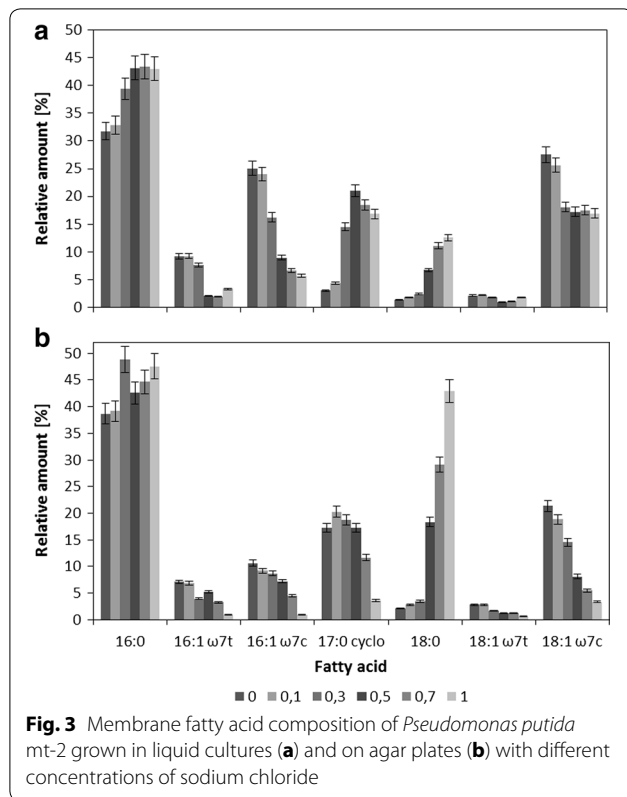 a
50
45
40
35
30
25
20
15
10
5
0
Relative amount [%]
b
50
45
40
35
30
25
20
15
10
5
0
Relative amount [%]
16:0 16:1 ω7t 16:1 ω7c 17:0 cyclo 18:0 18:1 ω7t 18:1 ω7c
Fatty acid
0 0,1 0,3 0,5 0,7 1
Fig. 3 Membrane fatty acid composition of Pseudomonas putida
mt-2 grown in liquid cultures (a) and on agar plates (b) with different
concentrations of sodium chloride